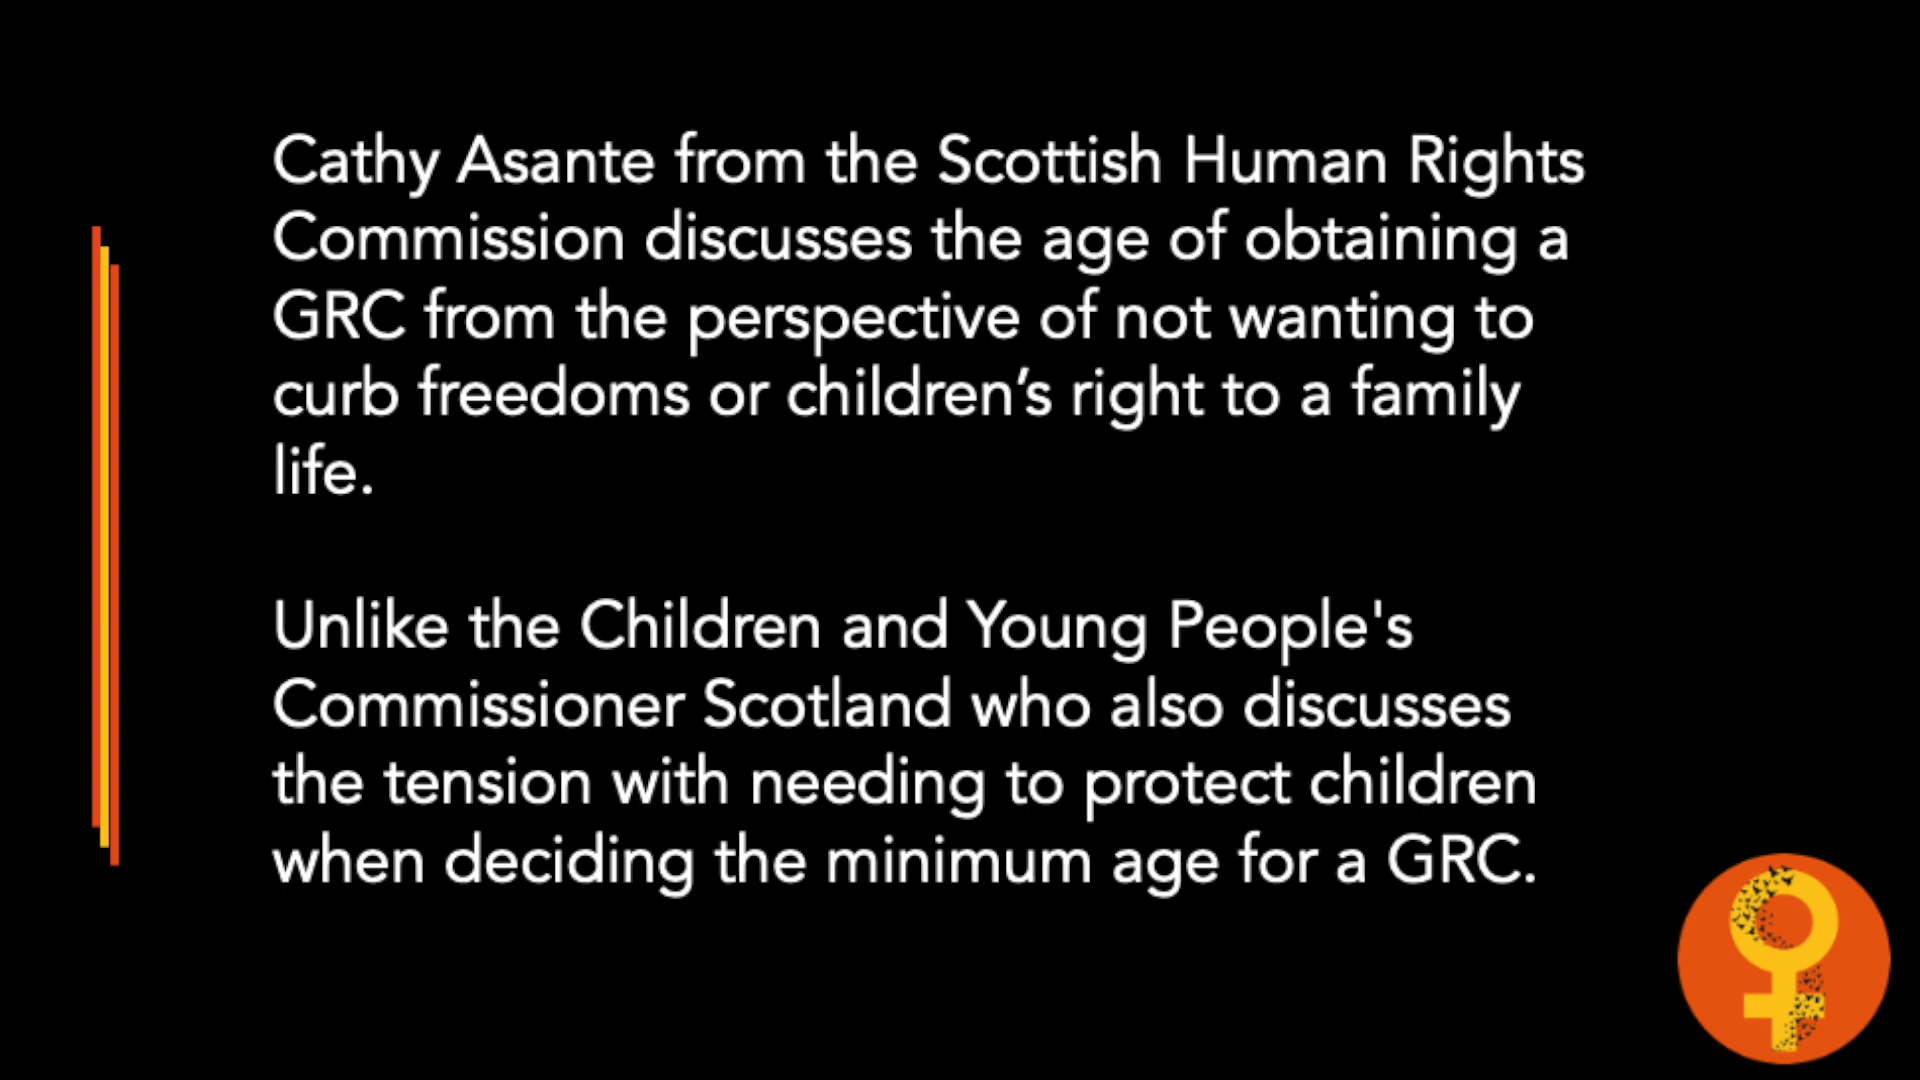 Cathy Asante from the Scottish Human Rights
Commission discusses the age of obtaining a
GRC from the perspective of not wanting to
curb freedoms or children’s right to a family
life.
Unlike the Children and Young People's
Commissioner Scotland who also discusses
the tension with needing to protect children
when deciding the minimum age for a GRC.